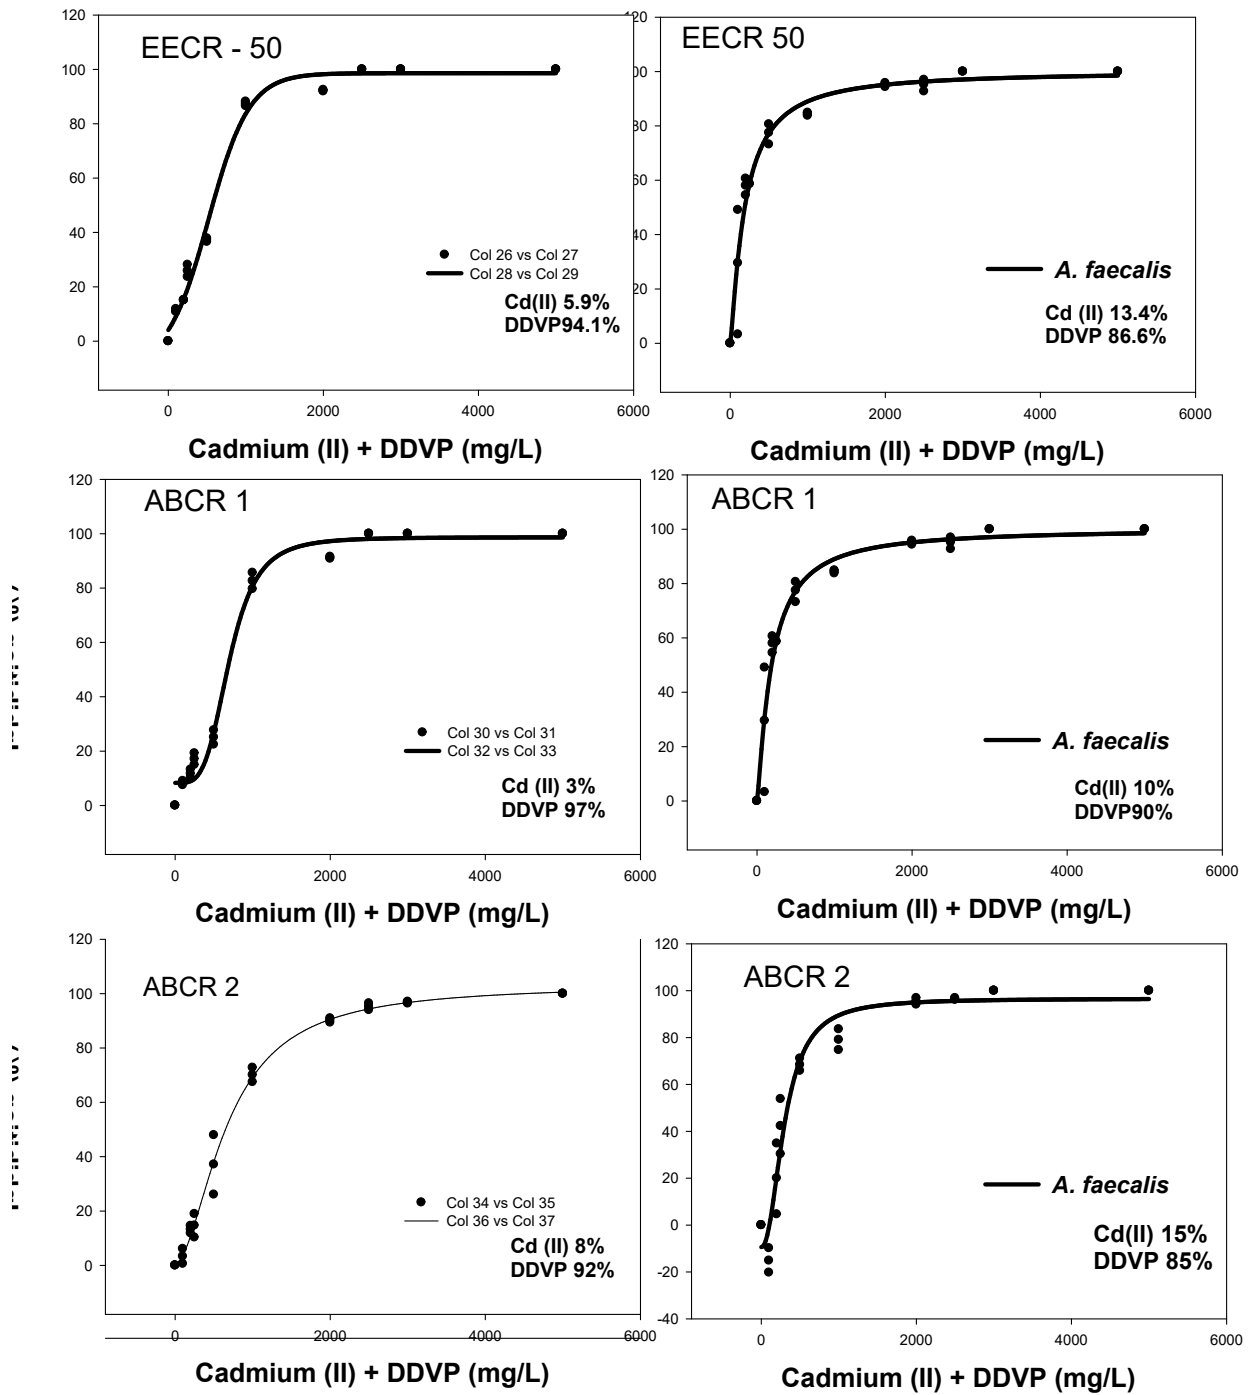 120
100
80
60
40
20
0
EECR - 50
Col 26 vs Col 27
Col 28 vs Col 29
Cd(II) 5.9%
DDVP94.1%
0 2000 4000 6000
Cadmium (II) + DDVP (mg/L)
120
00
80
60
40
20
0
EECR 50
A. faecalis
Cd (II) 13.4%
DDVP 86.6%
0 2000 4000 6000
Cadmium (II) + DDVP (mg/L)
120
100
80
60
40
20
0
ABCR 1
Col 30 vs Col 31
Col 32 vs Col 33
Cd (II) 3%
DDVP 97%
0 2000 4000 6000
Cadmium (II) + DDVP (mg/L)
120
100
80
60
40
20
0
ABCR 1
A. faecalis
Cd(II) 10%
DDVP90%
0 2000 4000 6000
Cadmium (II) + DDVP (mg/L)
120
100
80
60
40
20
0
ABCR 2
Col 34 vs Col 35
Col 36 vs Col 37
Cd (II) 8%
DDVP 92%
0 2000 4000 6000
Cadmium (II) + DDVP (mg/L)
120
100
80
60
40
20
0
-20
-40
ABCR 2
A. faecalis
Cd(II) 15%
DDVP 85%
0 2000 4000 6000
Cadmium (II) + DDVP (mg/L)